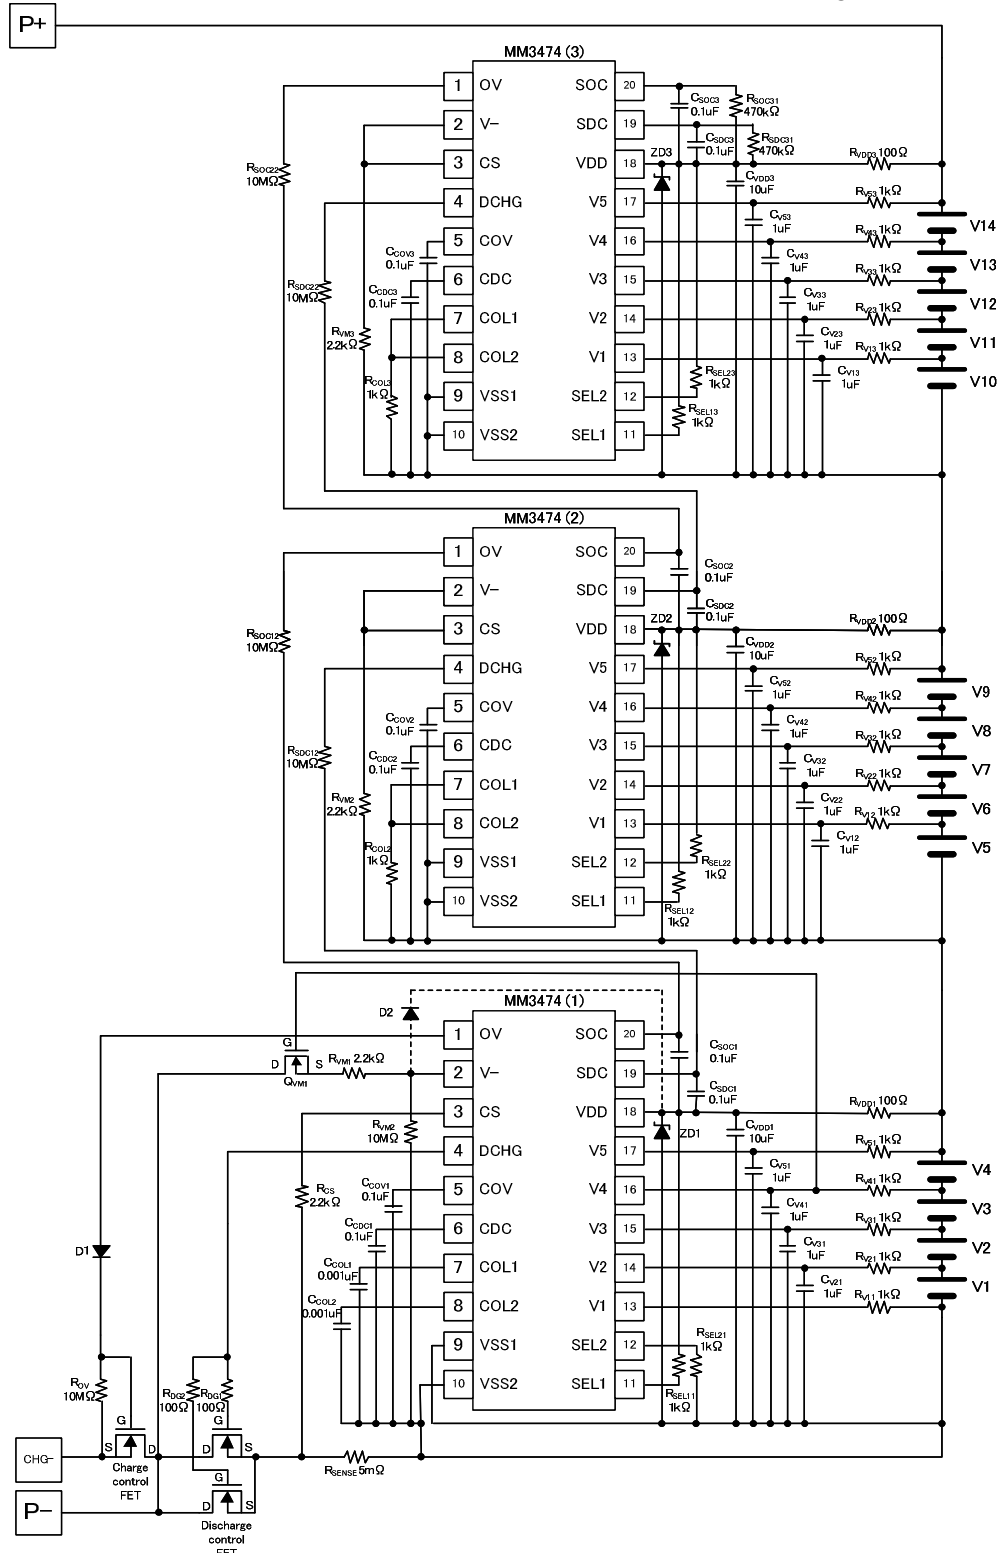 P+
MM3474(3)
1 OV SOC 20
2 V− SDC 19
3 CS VDD 18
4 DCHG V5 17
5 COV V4 16
6 CDC V3 15
7 COL1 V2 14
8 COL2 V1 13
9 VSS1 SEL2 12
10 VSS2 SEL1 11
RSOC22
10MΩ
RSDC22
10MΩ
RVM3
2.2kΩ
RCOL3
1kΩ
CCOV3
0.1uF
CCDC3
0.1uF
CSOC3
0.1uF
RSOC31
470kΩ
CSDC3
0.1uF
RSDC31
470kΩ
ZD3
CVDD3
10uF
CV53
1uF
CV43
1uF
CV33
1uF
CV23
1uF
CV13
1uF
RSEL23
1kΩ
RSEL13
1kΩ
RVDD3 100Ω
RV53 1kΩ
RV43 1kΩ
RV33 1kΩ
RV23 1kΩ
RV13 1kΩ
V14
V13
V12
V11
V10
MM3474(2)
1 OV SOC 20
2 V− SDC 19
3 CS VDD 18
4 DCHG V5 17
5 COV V4 16
6 CDC V3 15
7 COL1 V2 14
8 COL2 V1 13
9 VSS1 SEL2 12
10 VSS2 SEL1 11
RSOC12
10MΩ
RSDC12
10MΩ
RVM2
2.2kΩ
RCOL2
1kΩ
CCOV2
0.1uF
CCDC2
0.1uF
CSOC2
0.1uF
CSDC2
0.1uF
ZD2
CVDD2
10uF
CV52
1uF
CV42
1uF
CV32
1uF
CV22
1uF
CV12
1uF
RSEL22
1kΩ
RSEL12
1kΩ
RVDD2 100Ω
RV52 1kΩ
RV42 1kΩ
RV32 1kΩ
RV22 1kΩ
RV12 1kΩ
V9
V8
V7
V6
V5
MM3474(1)
1 OV SOC 20
2 V− SDC 19
3 CS VDD 18
4 DCHG V5 17
5 COV V4 16
6 CDC V3 15
7 COL1 V2 14
8 COL2 V1 13
9 VSS1 SEL2 12
10 VSS2 SEL1 11
D2
G
D S
QVM1
RVM1 2.2kΩ
RVM2
10MΩ
RCS
2.2kΩ
CCOV1
0.1uF
CCDC1
0.1uF
CCOL1
0.001uF
CCOL2
0.001uF
CSOC1
0.1uF
CSDC1
0.1uF
ZD1
CVDD1
10uF
CV51
1uF
CV41
1uF
CV31
1uF
CV21
1uF
RSEL21
1kΩ
RSEL11
1kΩ
RVDD1 100Ω
RV51 1kΩ
RV41 1kΩ
RV31 1kΩ
RV21 1kΩ
RV11 1kΩ
V4
V3
V2
V1
D1
ROV
10MΩ
RDG2
100Ω
RDG1
100Ω
G
S D
G
D S
G
D S
CHG−
Charge
control
FET
RSENSE 5mΩ
P−
Discharge
control
FET